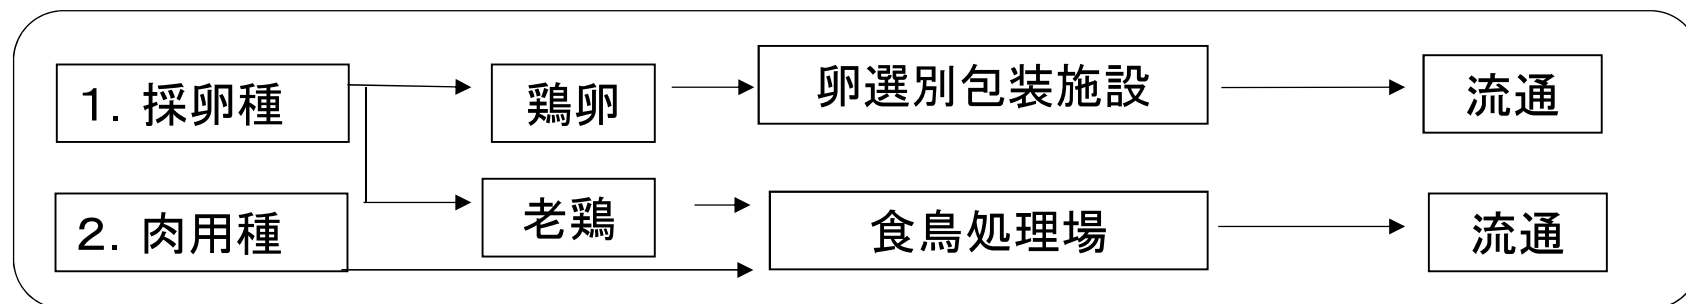 1. 採卵種
鶏卵
卵選別包装施設
流通
2. 肉用種
老鶏
食鳥処理場
流通